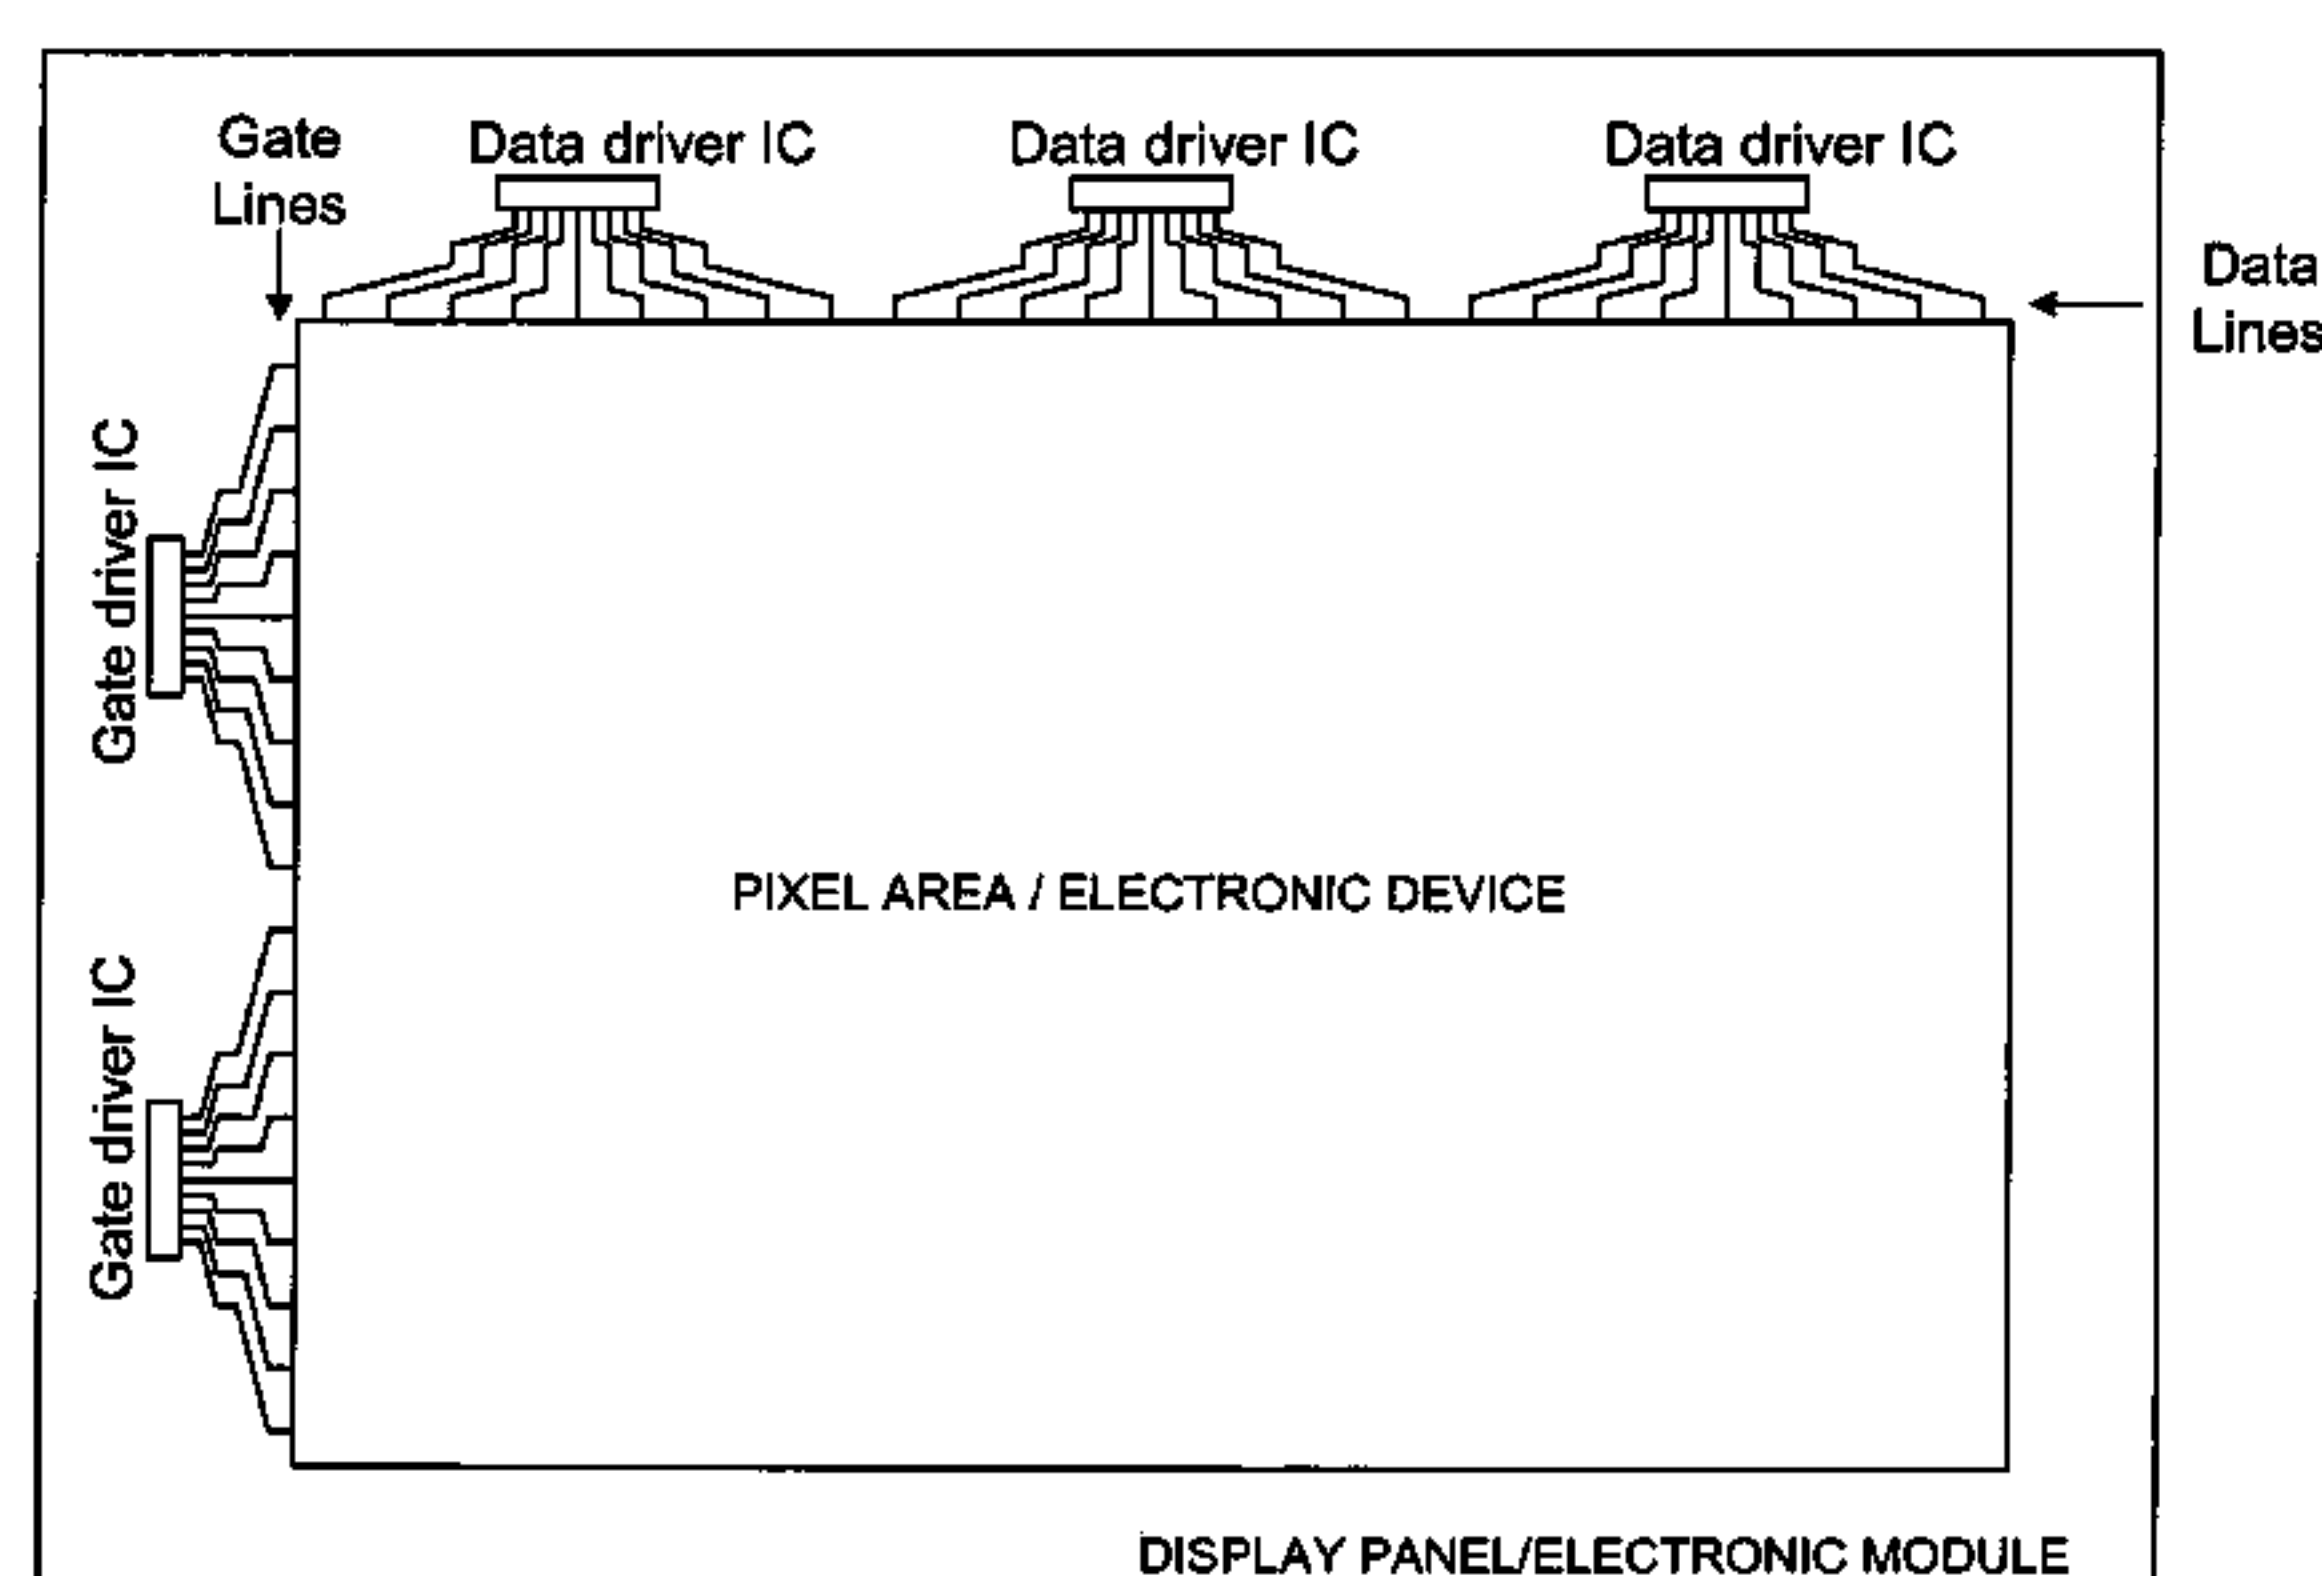 Gate
Lines
Data driver IC
Data driver IC
Data driver IC
Data
Lines
Gate driver IC
PIXEL AREA / ELECTRONIC DEVICE
Gate driver IC
DISPLAY PANEL/ELECTRONIC MODULE